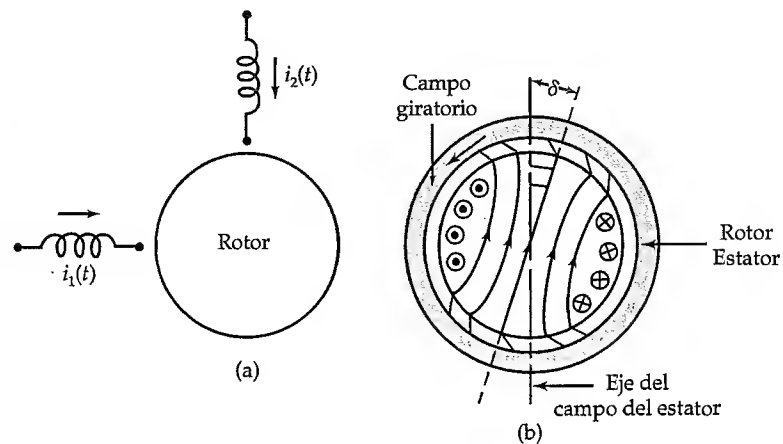 i₂(t)
Rotor
i₁(t)
(a)
Campo
giratorio
δ
Rotor
Estator
Eje del
campo del estator
(b)